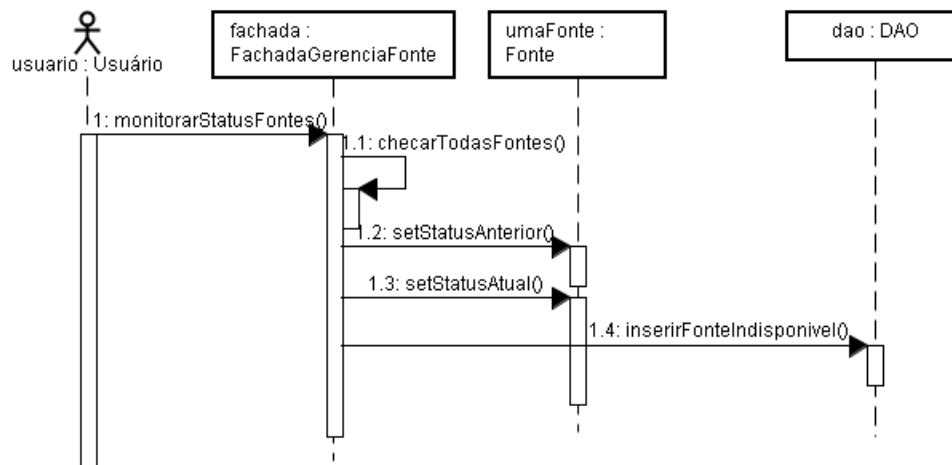 fachada :
FachadaGerenciaFonte
umaFonte :
Fonte
dao : DAO
usuario : Usuário
1: monitorarStatusFontes()
1.1: checarTodasFontes()
1.2: setStatusAnterior()
1.3: setStatusAtual()
1.4: inserirFonteIndisponivel()